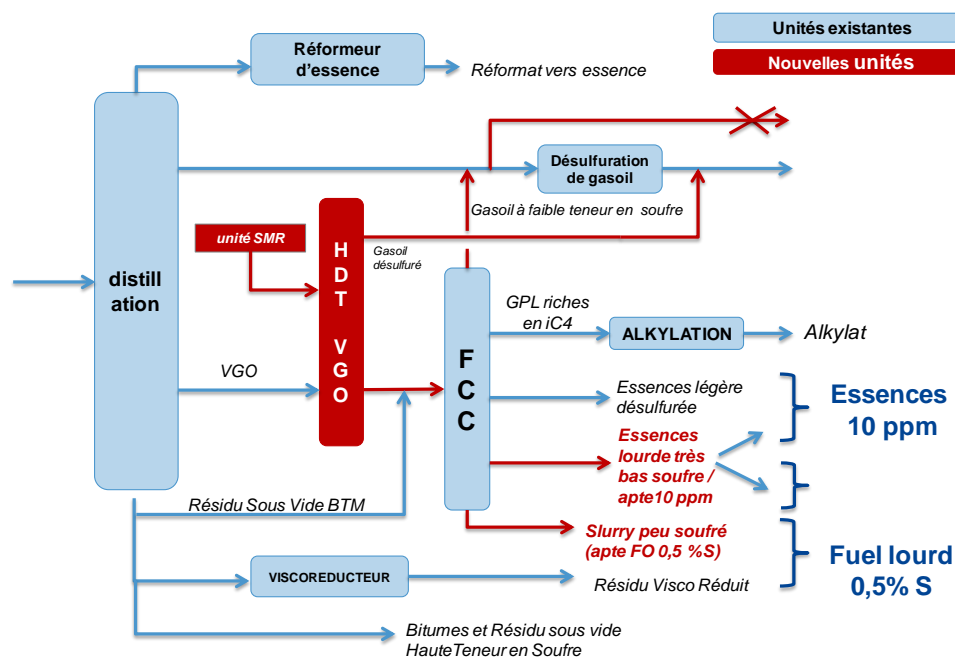 Unités existantes
Nouvelles unités
Réformeur
d'essence
Réformat vers essence
Désulfuration
de gasoil
Gasoil à faible teneur en soufre
unité SMR
HDT VGO
Gasoil
désulfuré
distill
ation
GPL riches
en iC4
ALKYLATION
Alkylat
FCC
VGO
Essences légère
désulfurée
Essences
10 ppm
Essences
lourde très
bas soufre /
apte10 ppm
Résidu Sous Vide BTM
Slurry peu soufré
(apte FO 0,5 %S)
Fuel lourd
0,5% S
VISCOREDUCTEUR
Résidu Visco Réduit
Bitumes et Résidu sous vide
HauteTeneur en Soufre